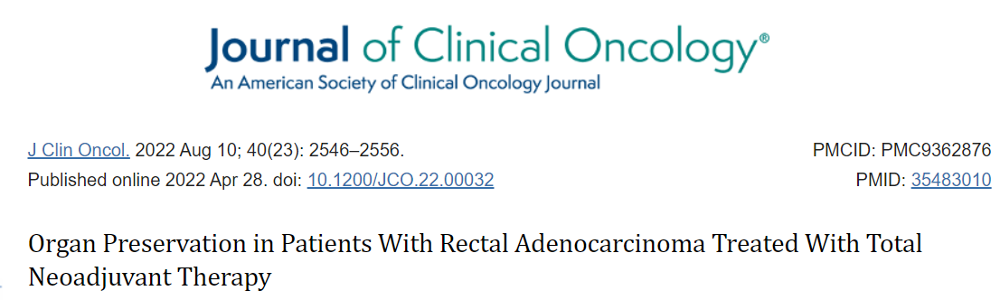 Journal of Clinical Oncology®
An American Society of Clinical Oncology Journal
J Clin Oncol. 2022 Aug 10; 40(23): 2546–2556.
PMCID: PMC9362876
Published online 2022 Apr 28. doi: 10.1200/JCO.22.00032
PMID: 35483010
Organ Preservation in Patients With Rectal Adenocarcinoma Treated With Total
Neoadjuvant Therapy